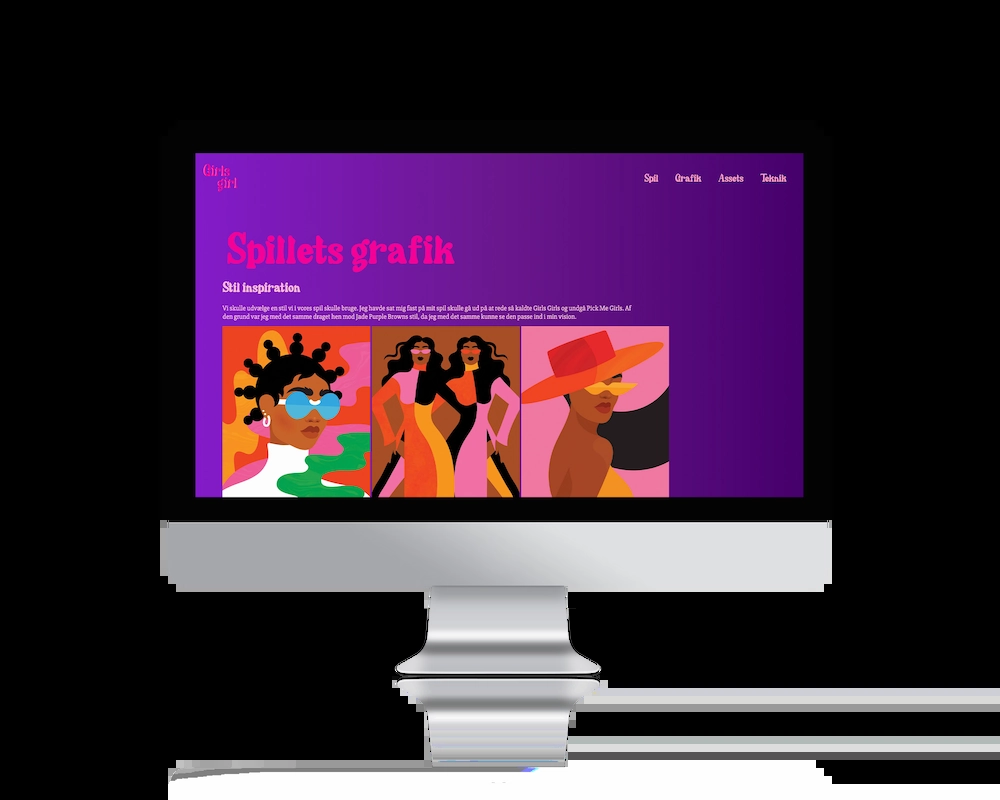 Girls
girl
Spil Grafik Assets Teknik
Spillets grafik
Stil inspiration
Vi skulle udvælge en stil vi i vores spil skulle bruge. Jeg havde sat mig fast på mit spil skulle gå ud på at rede så kaldte Girls Girls og undgå Pick Me Girls. Af
den grund var jeg med det samme draget hen mod Jade Purple Browns stil, da jeg med det samme kunne se den passe ind i min vision.